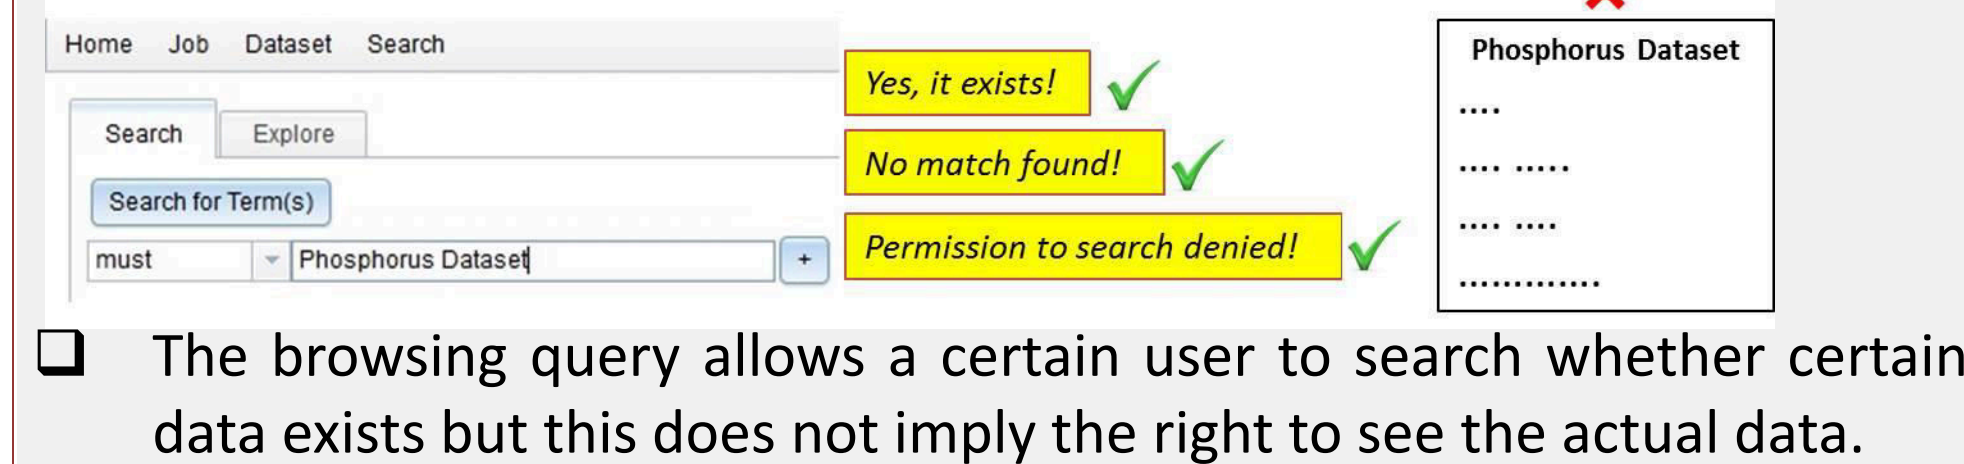 Home Job Dataset Search
Search Explore
Search for Term(s)
must Phosphorus Dataset +
Yes, it exists!
No match found!
Permission to search denied!
Phosphorus Dataset
....
.... .....
.... ....
.............
The browsing query allows a certain user to search whether certain
data exists but this does not imply the right to see the actual data.